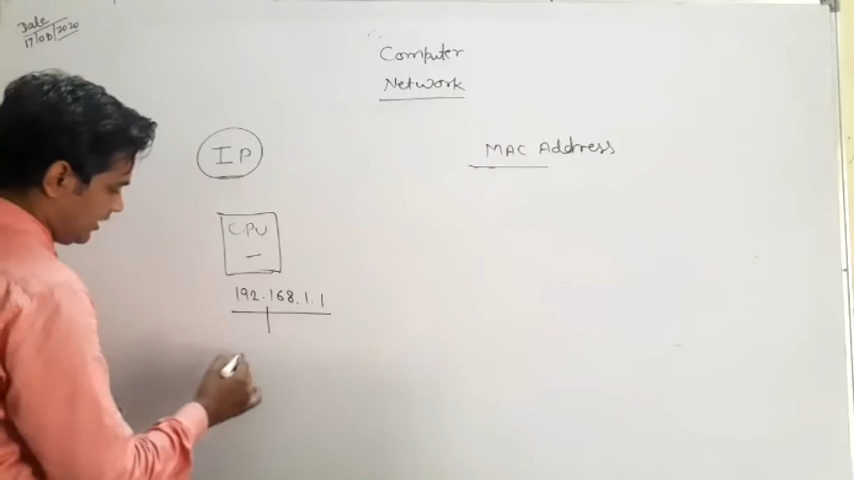 Date
17/08/2020
Computer
Network
IP
MAC Address
CPU
192.168.1.1